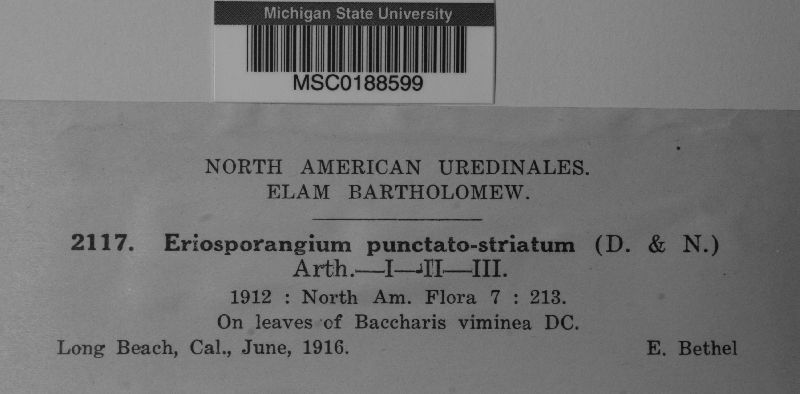 Michigan State University
MSC0188599
NORTH AMERICAN UREDINALES.
ELAM BARTHOLOMEW.
2117. Eriosporangium punctato-striatum (D. & N.)
Arth.—I—II—III.
1912 : North Am. Flora 7 : 213.
On leaves of Baccharis viminea DC.
Long Beach, Cal., June, 1916. E. Bethel